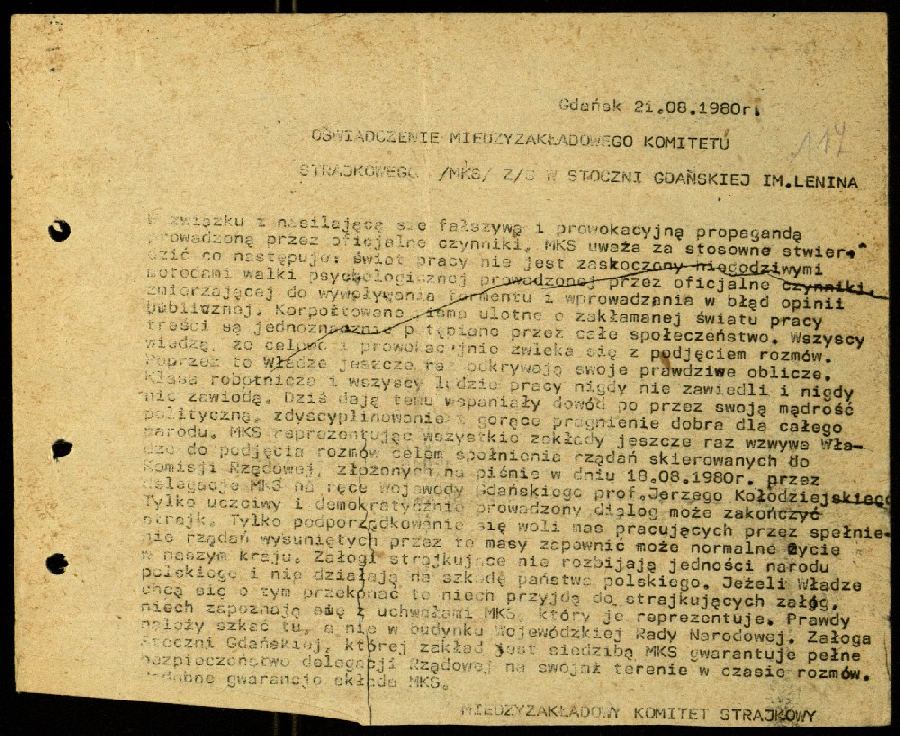 Gdańsk 21.08.1980r.
117
OŚWIADCZENIE MIĘDZYZAKŁADOWEGO KOMITETU
STRAJKOWEGO /MKS/ Z/S W STOCZNI GDAŃSKIEJ IM.LENINA
W związku z nasilającą sze fałszywą i prowokacyjną propagandą
prowadzoną przez oficjalne czynniki, MKS uważa za stosowne stwier-
dzić co następuje: świat pracy nie jest zaskoczony niegodziwymi
metodami walki psychologicznej prowadzonej przez oficjalne czynniki,
zmierzającej do wywoływania fermentu i wprowadzania w błąd opinii
publicznej. Korpottowane pisma ulotne o zakłamanej światu pracy
treści są jednoznacznie potępiane przez całe społeczeństwo. Wszyscy
wiedzą, że celowo i prowokacyjnie zwleka się z podjęciem rozmów.
Poprzez to Władze jeszcze raz odkrywają swoje prawdziwe oblicze.
Klasa robotnicza i wszyscy ludzie pracy nigdy nie zawiedli i nigdy
nie zawiodą. Dziś dają temu wspaniały dowód po przez swoją mądrość
polityczną, zdyscyplinowanie i gorące pragnienie dobra dla całego
narodu. MKS reprezentując wszystkie zakłady jeszcze raz wzywa Wła-
dze do podjęcia rozmów celem spełnienia rządań skierowanych do
Komisji Rządowej, złożonych na piśmie w dniu 18.08.1980r. przez
delegację MKS na ręce Wojewody Gdańskiego prof.Jerzego Kołodziejskiego
Tylko uczciwy i demokratycznie prowadzony dialog może zakończyć
strajk. Tylko podporządkowanie się woli mas pracujących przez spełnie-
nie rządań wysuniętych przez te masy zapewnić może normalne życie
w naszym kraju. Załogi strajkujące nie rozbijają jedności narodu
polskiego i nie działają na szkodę państwa polskiego. Jeżeli Władze
chcą się o tym przekonać to niech przyjdą do strajkujących załóg,
niech zapoznają się z uchwałami MKS, który je reprezentuje. Prawdy
należy szkać tu, a nie w budynku Wojewódzkiej Rady Narodowej. Załoga
Stoczni Gdańskiej, której zakład jest siedzibą MKS gwarantuje pełne
bezpieczeństwo delegacji Rządowej na swoim terenie w czasie rozmów.
Podobne gwarancje składa MKS.
MIĘDZYZAKŁADOWY KOMITET STRAJKOWY